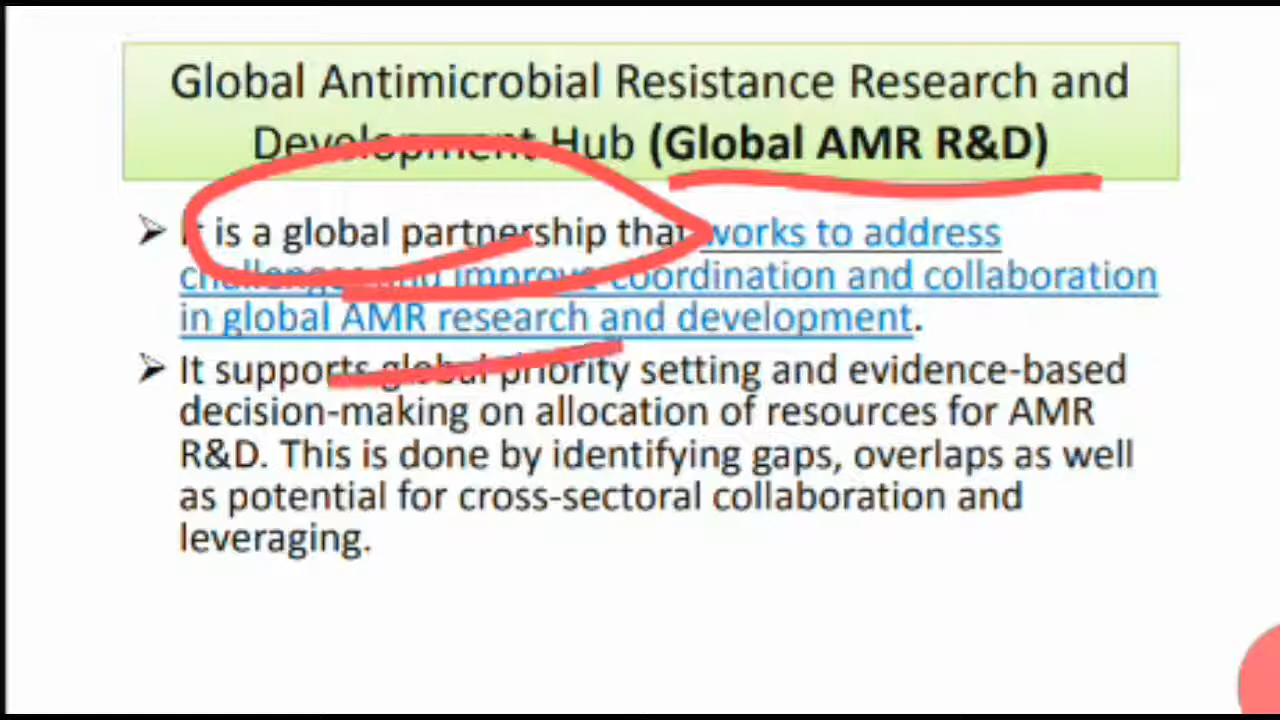 Global Antimicrobial Resistance Research and
Development Hub (Global AMR R&D)
➢ It is a global partnership that works to address
challenges and improve coordination and collaboration
in global AMR research and development.
➢ It supports global priority setting and evidence-based
decision-making on allocation of resources for AMR
R&D. This is done by identifying gaps, overlaps as well
as potential for cross-sectoral collaboration and
leveraging.